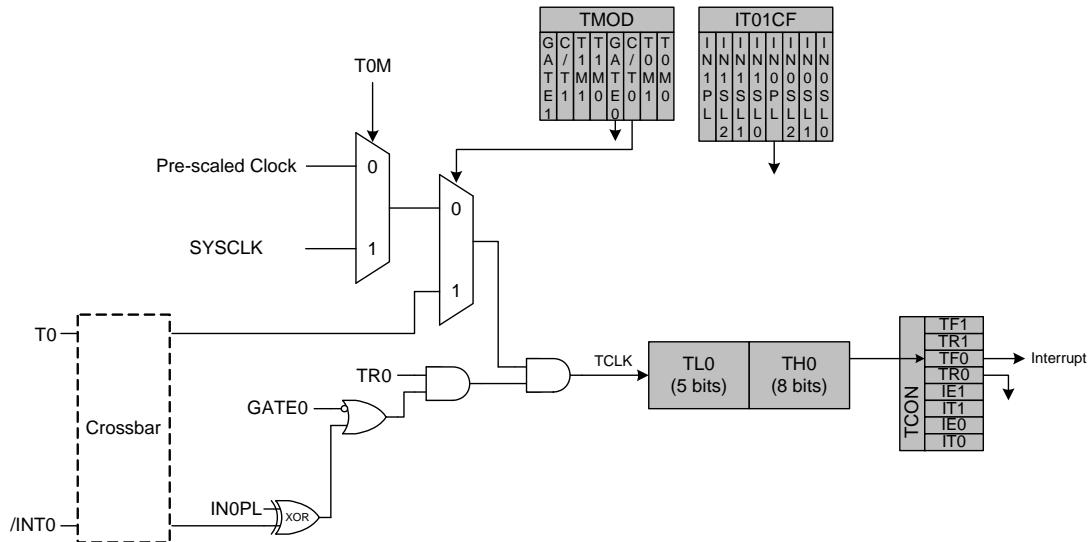 TMOD
GATE1
C/T1
T1M1
T1M0
GATE0
C/T0
T0M1
T0M0
IT01CF
IN1PL
IN1SL2
IN1SL1
IN1SL0
IN0PL
IN0SL2
IN0SL1
IN0SL0
T0M
Pre-scaled Clock
0
SYSCLK
1
0
1
T0
Crossbar
/INT0
TR0
GATE0
IN0PL
XOR
TCLK
TL0
(5 bits)
TH0
(8 bits)
TCON
TF1
TR1
TF0
TR0
IE1
IT1
IE0
IT0
Interrupt